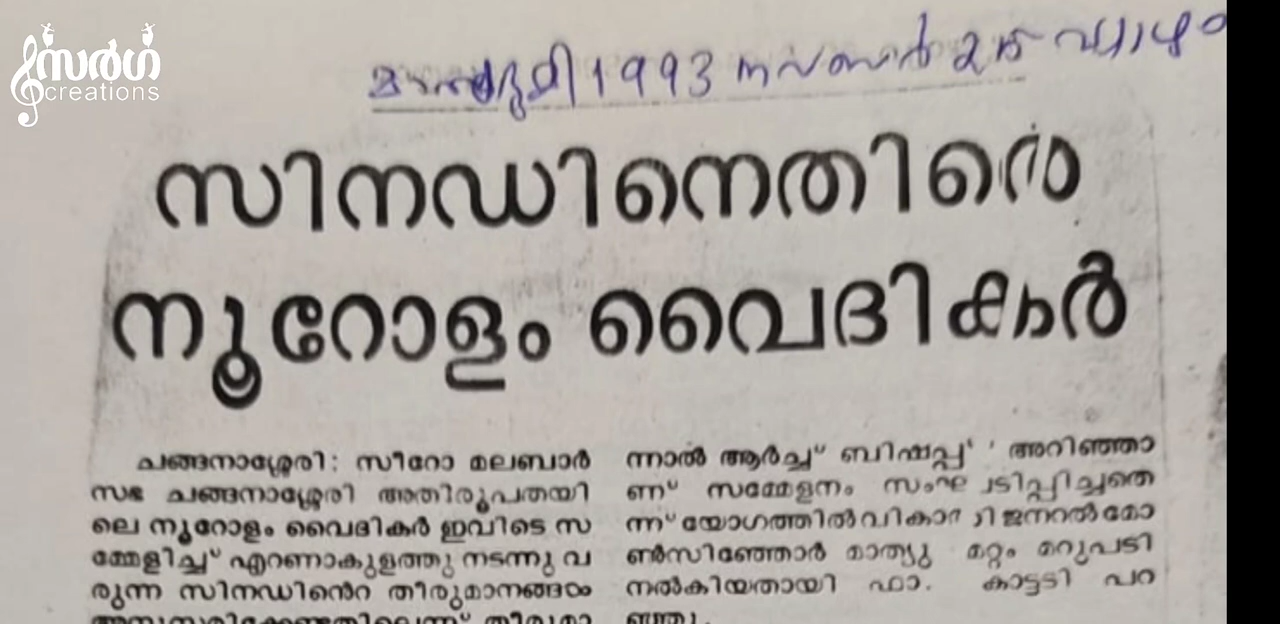 സർഗ
creations
മാതൃഭൂമി 1993 നവബർ 25 വ്യാഴം
സിനഡിനെതിരെ
നൂറോളം വൈദികർ
ചങ്ങനാശ്ശേരി: സീറോ മലബാർ
സഭ ചങ്ങനാശ്ശേരി അതിരൂപതയി
ലെ നൂറോളം വൈദികർ ഇവിടെ സ
മ്മേളിച്ച് എറണാകുളത്തു നടന്നു വ
രുന്ന സിനഡിൻെറ തീരുമാനങ്ങൾ
ന്നാൽ ആർച്ച് ബിഷപ്പ് അറിഞ്ഞാ
ണ് സമ്മേളനം സംഘടിപ്പിച്ചതെ
ന്ന് യോഗത്തിൽ വികാരി ജനറൽ മോ
ൺസിഞ്ഞോർ മാത്യു മറ്റം മറുപടി
നൽകിയതായി ഫാ. കാട്ടടി പറ
ഞ്ഞു.